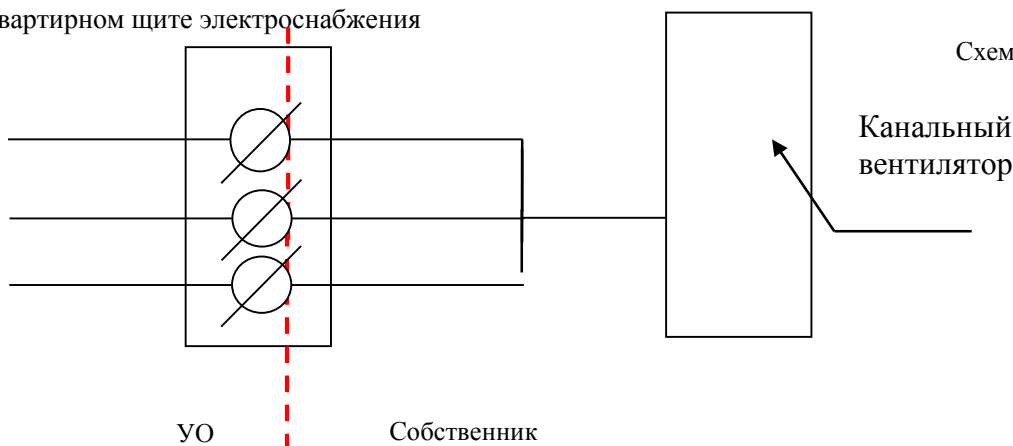 вартирном щите электроснабжения
Схем
Канальный
вентилятор
УО
Собственник